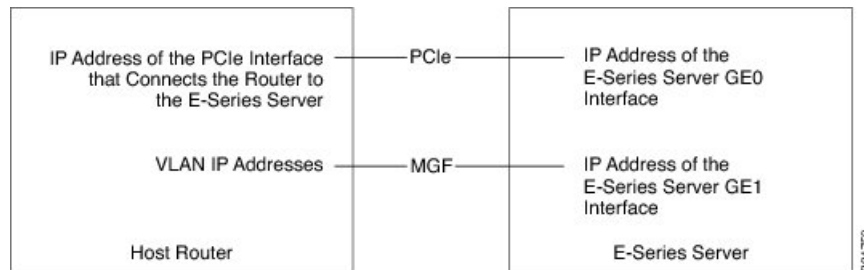 IP Address of the PCIe Interface
that Connects the Router to
the E-Series Server
PCIe
IP Address of the
E-Series Server GE0
Interface
VLAN IP Addresses
MGF
IP Address of the
E-Series Server GE1
Interface
Host Router
E-Series Server